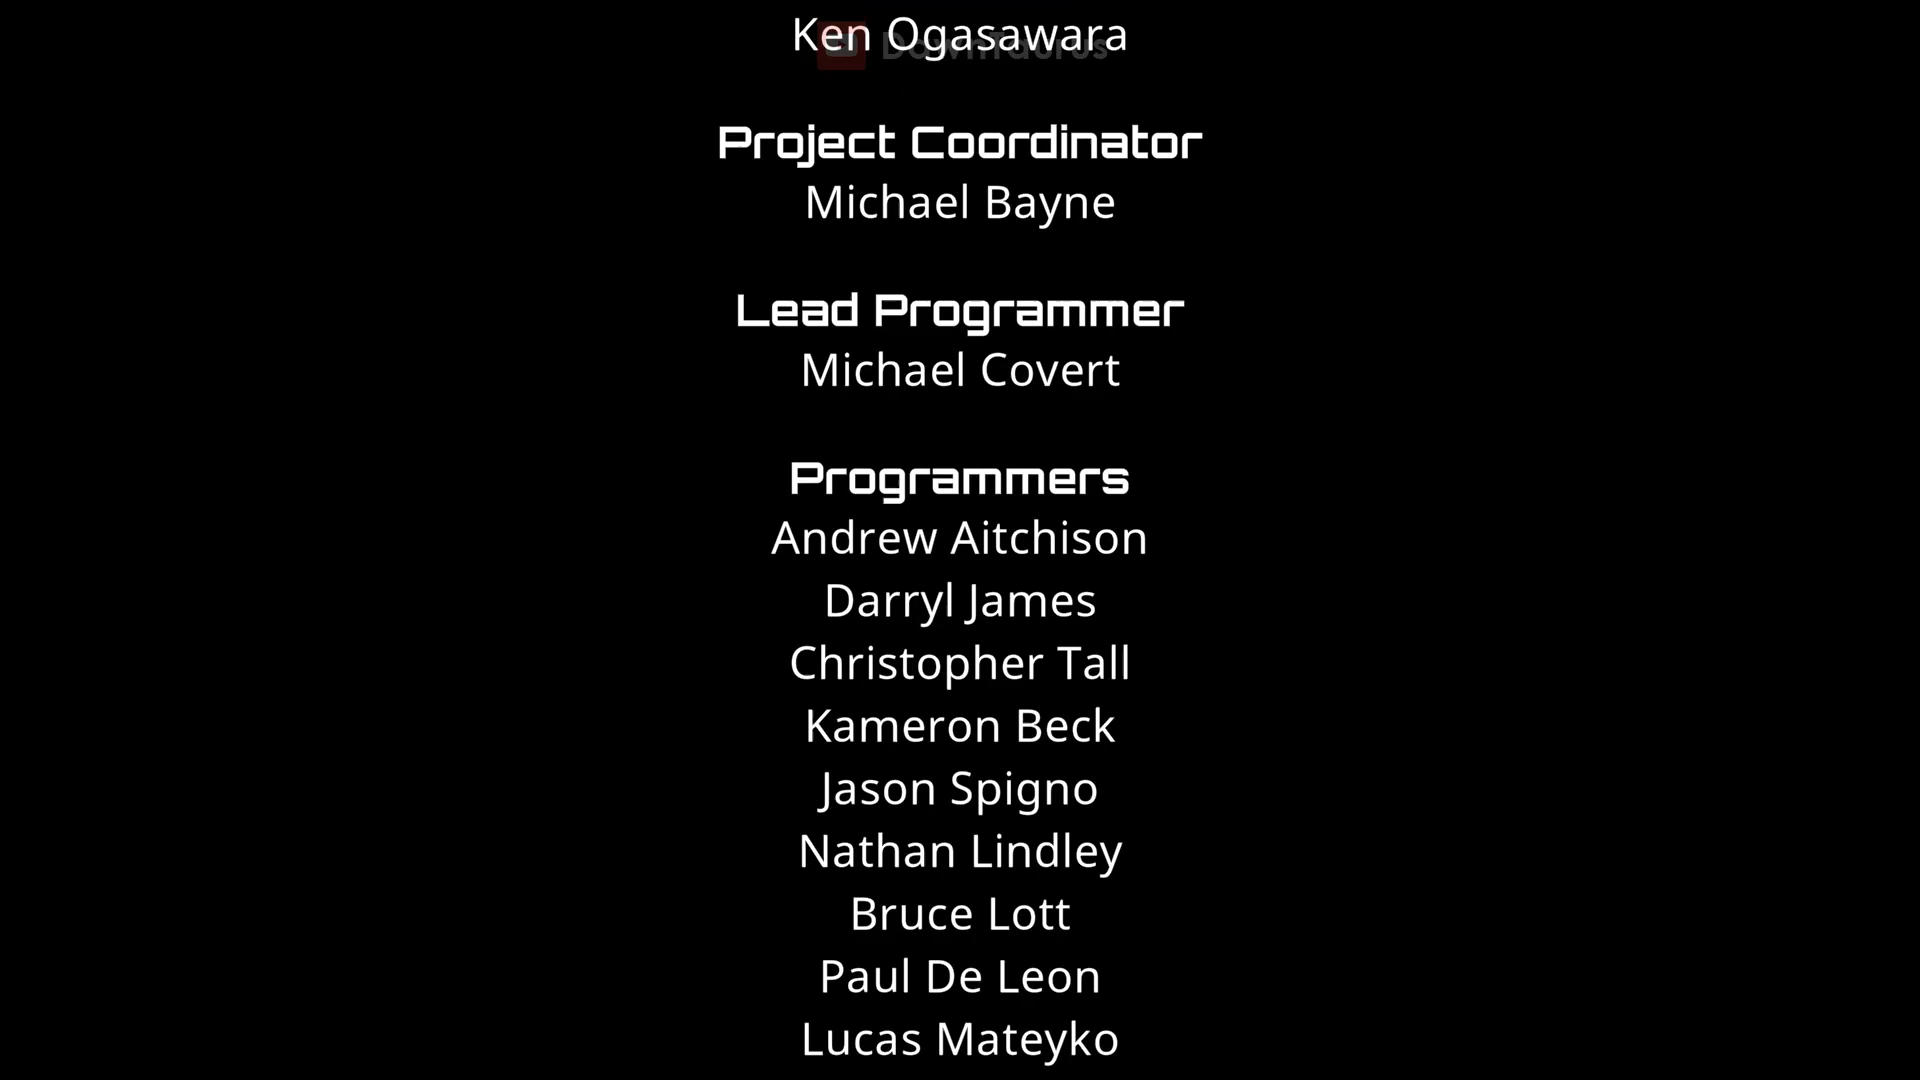 Ken Ogasawara
DawnTaurus
Project Coordinator
Michael Bayne
Lead Programmer
Michael Covert
Programmers
Andrew Aitchison
Darryl James
Christopher Tall
Kameron Beck
Jason Spigno
Nathan Lindley
Bruce Lott
Paul De Leon
Lucas Mateyko